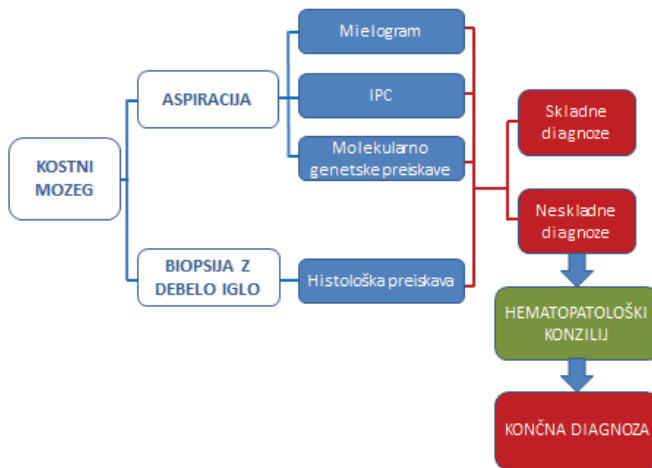 KOSTNI
MOZEG
ASPIRACIJA
BIOPSIJA Z
DEBELO IGLO
Mielogram
IPC
Molekularno
genetske preiskave
Histološka preiskava
Skladne
diagnoze
Neskladne
diagnoze
HEMATOPATOLOŠKI
KONZILIJ
KONČNA DIAGNOZA